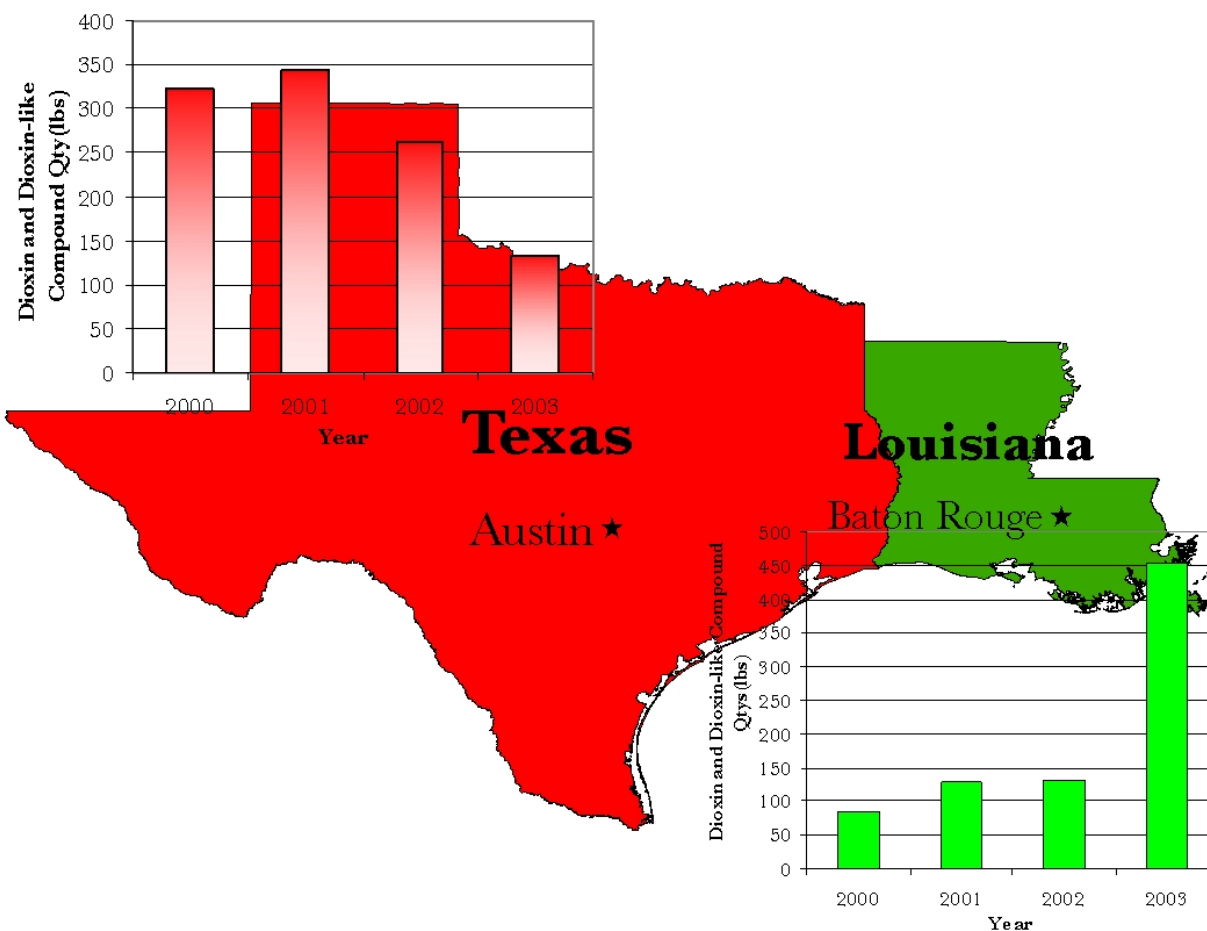 400
350
300
250
200
150
100
50
0
Dioxin and Dioxin-like
Compound Qty (lbs)
2000 2001 2002 2003
Year
Texas
Louisiana
Austin
Baton Rouge
500
450
400
350
300
250
200
150
100
50
0
Dioxin and Dioxin-like Compound
Qtys (lbs)
2000 2001 2002 2003
Year